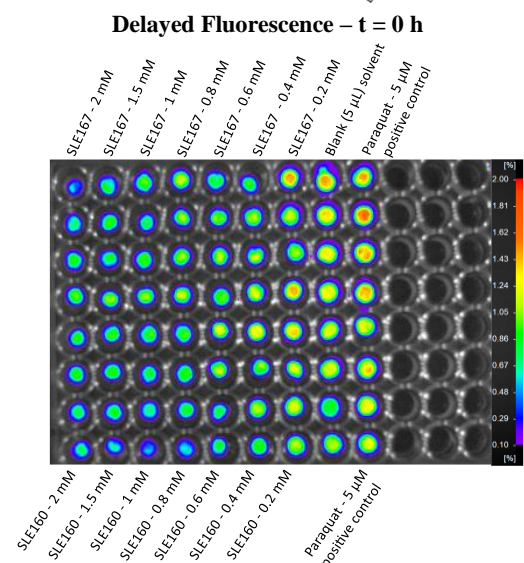 Delayed Fluorescence – t = 0 h
SLE167 - 2 mM
SLE167 - 1.5 mM
SLE167 - 1 mM
SLE167 - 0.8 mM
SLE167 - 0.6 mM
SLE167 - 0.4 mM
SLE167 - 0.2 mM
Blank (5 µL) solvent
Paraquat - 5 µM
positive control
[%]
2.00
1.81
1.62
1.43
1.24
1.05
0.86
0.67
0.48
0.29
0.10
[%]
SLE160 - 2 mM
SLE160 - 1.5 mM
SLE160 - 1 mM
SLE160 - 0.8 mM
SLE160 - 0.6 mM
SLE160 - 0.4 mM
SLE160 - 0.2 mM
Paraquat - 5 µM
positive control